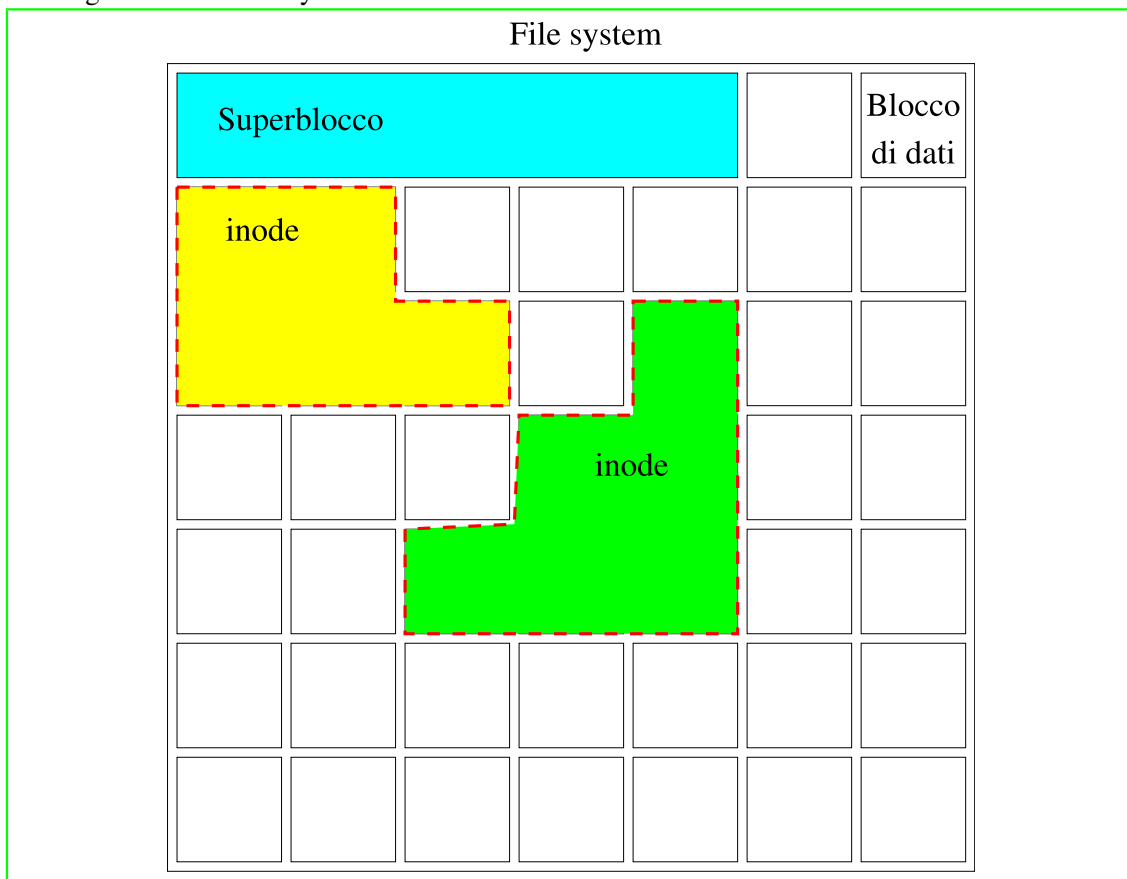 File system
Superblocco
Blocco
di dati
inode
inode